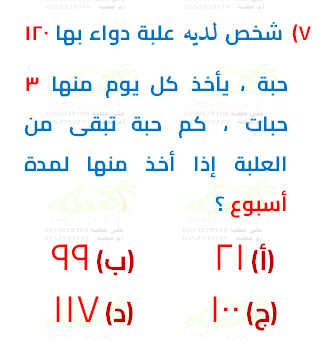 ٧) شخص لديه علبة دواء بها ١٢٠
حبة ، يأخذ كل يوم منها ٣
حبات ، كم حبة تبقى من
العلبة إذا أخذ منها لمدة
أسبوع ؟
(أ) ٢١ (ب) ٩٩
(ج) ١٠٠ (د) ١١٧